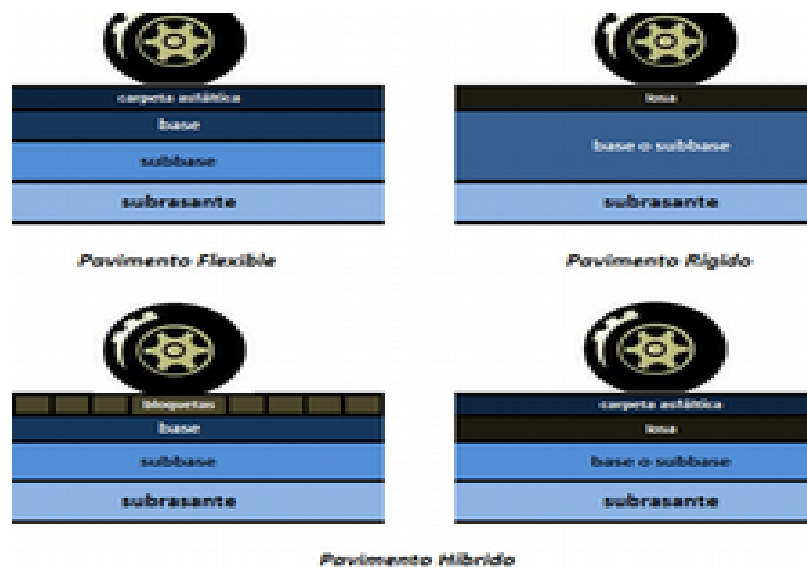 carpeta asfáltica
base
subbase
subrasante
Pavimento Flexible
losa
base o subbase
subrasante
Pavimento Rígido
bloquetas
base
subbase
subrasante
carpeta asfáltica
losa
base o subbase
subrasante
Pavimento Híbrido